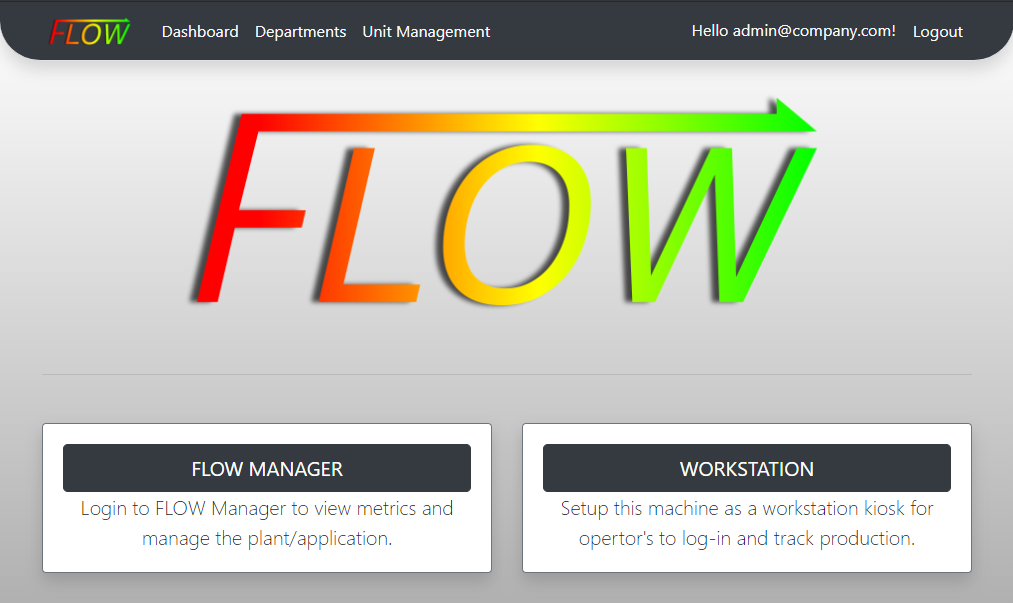 FLOW Dashboard Departments Unit Management Hello admin@company.com! Logout
FLOW
FLOW MANAGER
Login to FLOW Manager to view metrics and
manage the plant/application.
WORKSTATION
Setup this machine as a workstation kiosk for
opertor's to log-in and track production.